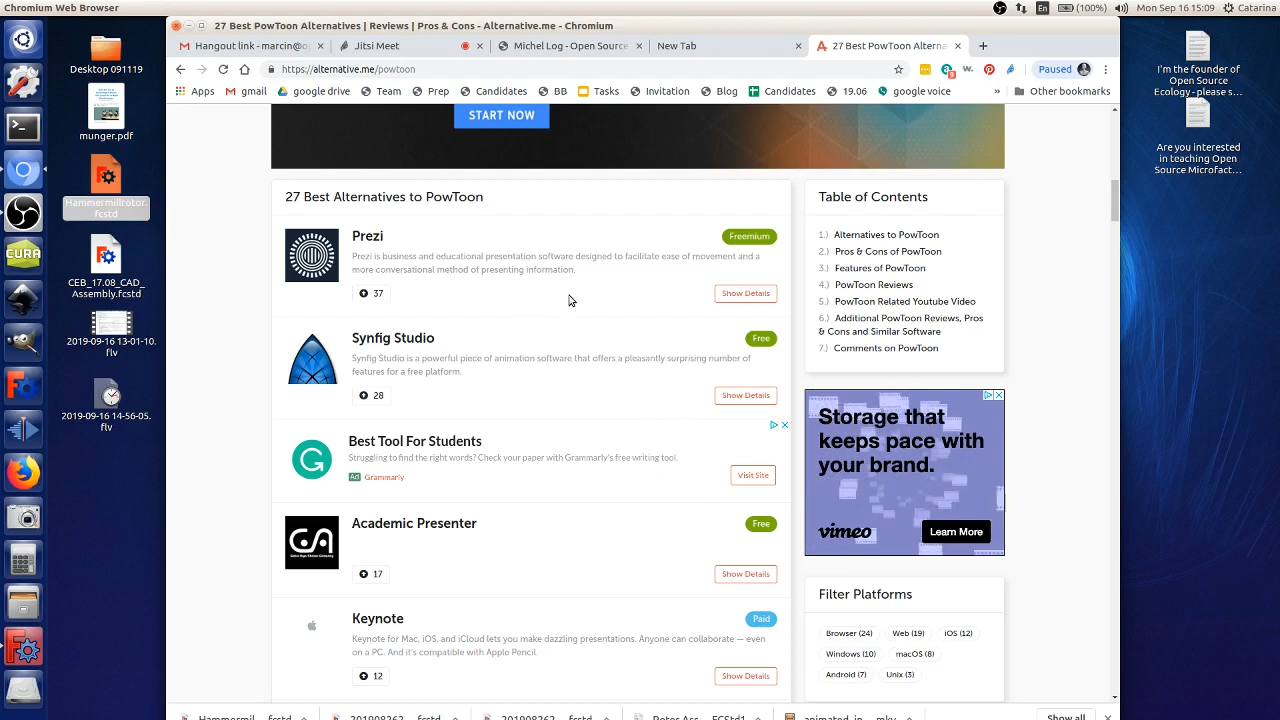 Chromium Web Browser
En
(100%)
Mon Sep 16 15:09
Catarina
27 Best PowToon Alternatives | Reviews | Pros & Cons - Alternative.me - Chromium
Hangout link - marcin@o
Jitsi Meet
Michel Log - Open Source
New Tab
27 Best PowToon Alterna
https://alternative.me/powtoon
Paused
Apps
gmail
google drive
Team
Prep
Candidates
FB
Tasks
Invitation
Blog
Candidates
19.06
google voice
»
Other bookmarks
Desktop 091119
munger.pdf
Hammermillrotor.
fcstd
CEB_17.08_CAD_
Assembly.fcstd
2019-09-16 13-01-10.
flv
2019-09-16 14-56-05.
flv
CURA
START NOW
27 Best Alternatives to PowToon
Prezi
Freemium
Prezi is business and educational presentation software designed to facilitate ease of movement and a
more conversational method of presenting information.
37
Show Details
Synfig Studio
Free
Synfig Studio is a powerful piece of animation software that offers a pleasantly surprising number of
features for a free platform.
28
Show Details
Best Tool For Students
Struggling to find the right words? Check your paper with Grammarly's free writing tool.
Ad Grammarly
Visit Site
Academic Presenter
Free
17
Show Details
Keynote
Paid
Keynote for Mac, iOS, and iCloud lets you make dazzling presentations. Anyone can collaborate — even
on a PC. And it's compatible with Apple Pencil.
12
Show Details
Table of Contents
1.) Alternatives to PowToon
2.) Pros & Cons of PowToon
3.) Features of PowToon
4.) PowToon Reviews
5.) PowToon Related Youtube Video
6.) Additional PowToon Reviews, Pros
& Cons and Similar Software
7.) Comments on PowToon
Storage that
keeps pace with
your brand.
vimeo
Learn More
Filter Platforms
Browser (24)
Web (19)
iOS (12)
Windows (10)
macOS (8)
Android (7)
Unix (3)
I'm the founder of
Open Source
Ecology - please s...
Are you interested
in teaching Open
Source Microfact...
Hammermil....fcstd
201908262....fcstd
201908262....fcstd
animated_in....mkv
Show all